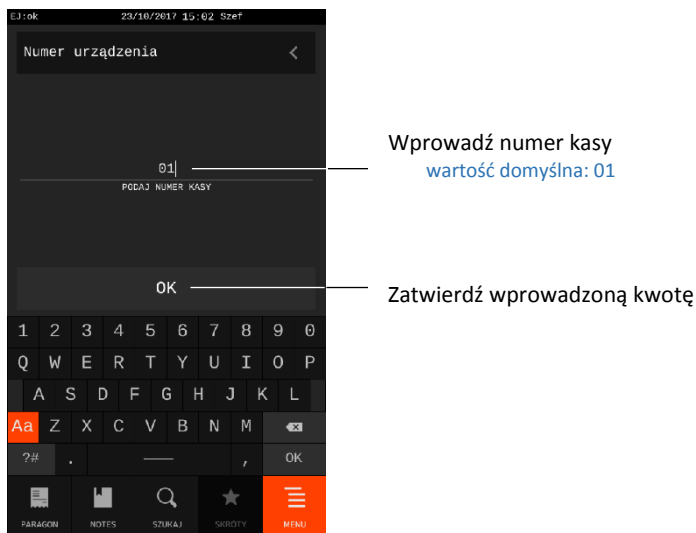 EJ:ok 23/10/2017 15:02 Szef
Numer urządzenia
01
PODAJ NUMER KASY
OK
1 2 3 4 5 6 7 8 9 0
Q W E R T Y U I O P
A S D F G H J K L
Aa Z X C V B N M
?# . , OK
PARAGON NOTES SZUKAJ SKRÓTY MENU
Wprowadź numer kasy
wartość domyślna: 01
Zatwierdź wprowadzoną kwotę